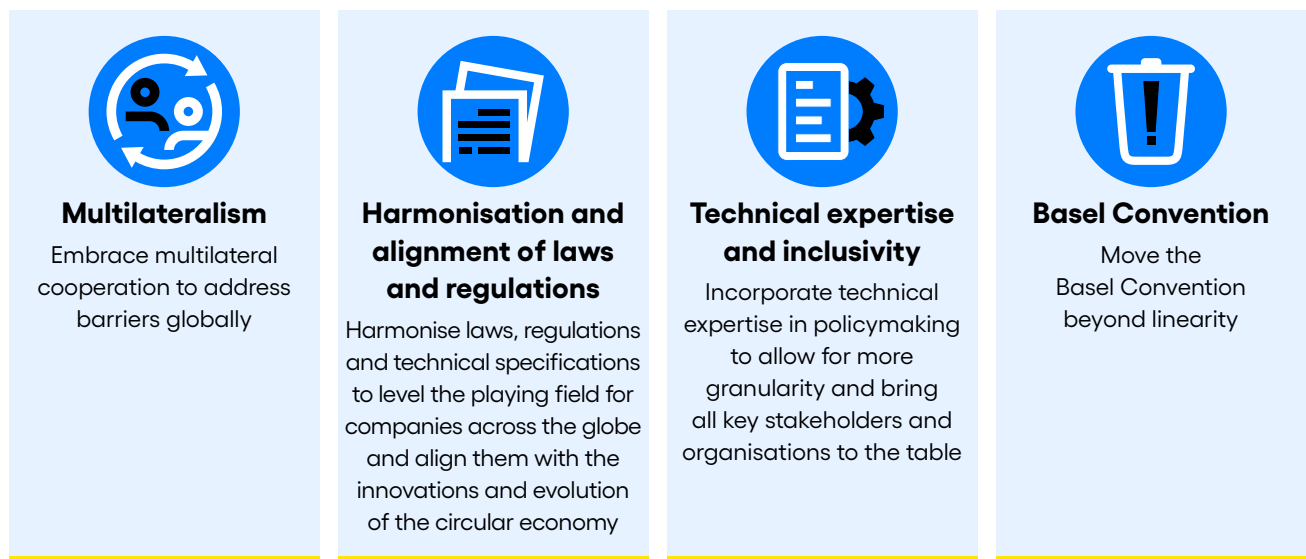 Multilateralism
Embrace multilateral
cooperation to address
barriers globally
Harmonisation and
alignment of laws
and regulations
Harmonise laws, regulations
and technical specifications
to level the playing field for
companies across the globe
and align them with the
innovations and evolution
of the circular economy
Technical expertise
and inclusivity
Incorporate technical
expertise in policymaking
to allow for more
granularity and bring
all key stakeholders and
organisations to the table
Basel Convention
Move the
Basel Convention
beyond linearity